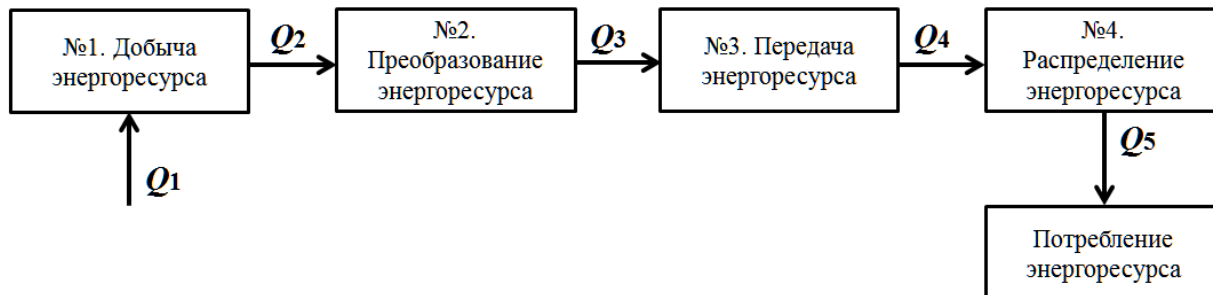 №1. Добыча
энергоресурса
Q2
№2.
Преобразование
энергоресурса
Q3
№3. Передача
энергоресурса
Q4
№4.
Распределение
энергоресурса
Q1
Q5
Потребление
энергоресурса